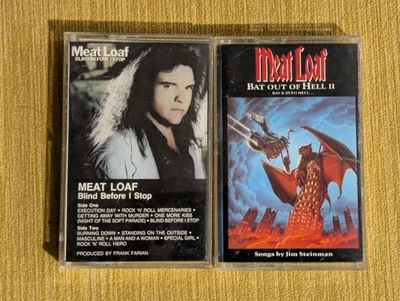 Meat Loaf
BLIND BEFORE I STOP
MEAT LOAF
Blind Before I Stop
Side One
EXECUTION DAY • ROCK 'N' ROLL MERCENARIES •
GETTING AWAY WITH MURDER • ONE MORE KISS
(NIGHT OF THE SOFT PARADE) • BLIND BEFORE I STOP
Side Two
BURNING DOWN • STANDING ON THE OUTSIDE •
MASCULINE • A MAN AND A WOMAN • SPECIAL GIRL •
ROCK 'N' ROLL HERO
PRODUCED BY FRANK FARIAN
Meat Loaf
BAT OUT OF HELL II
BACK INTO HELL...
Songs by Jim Steinman